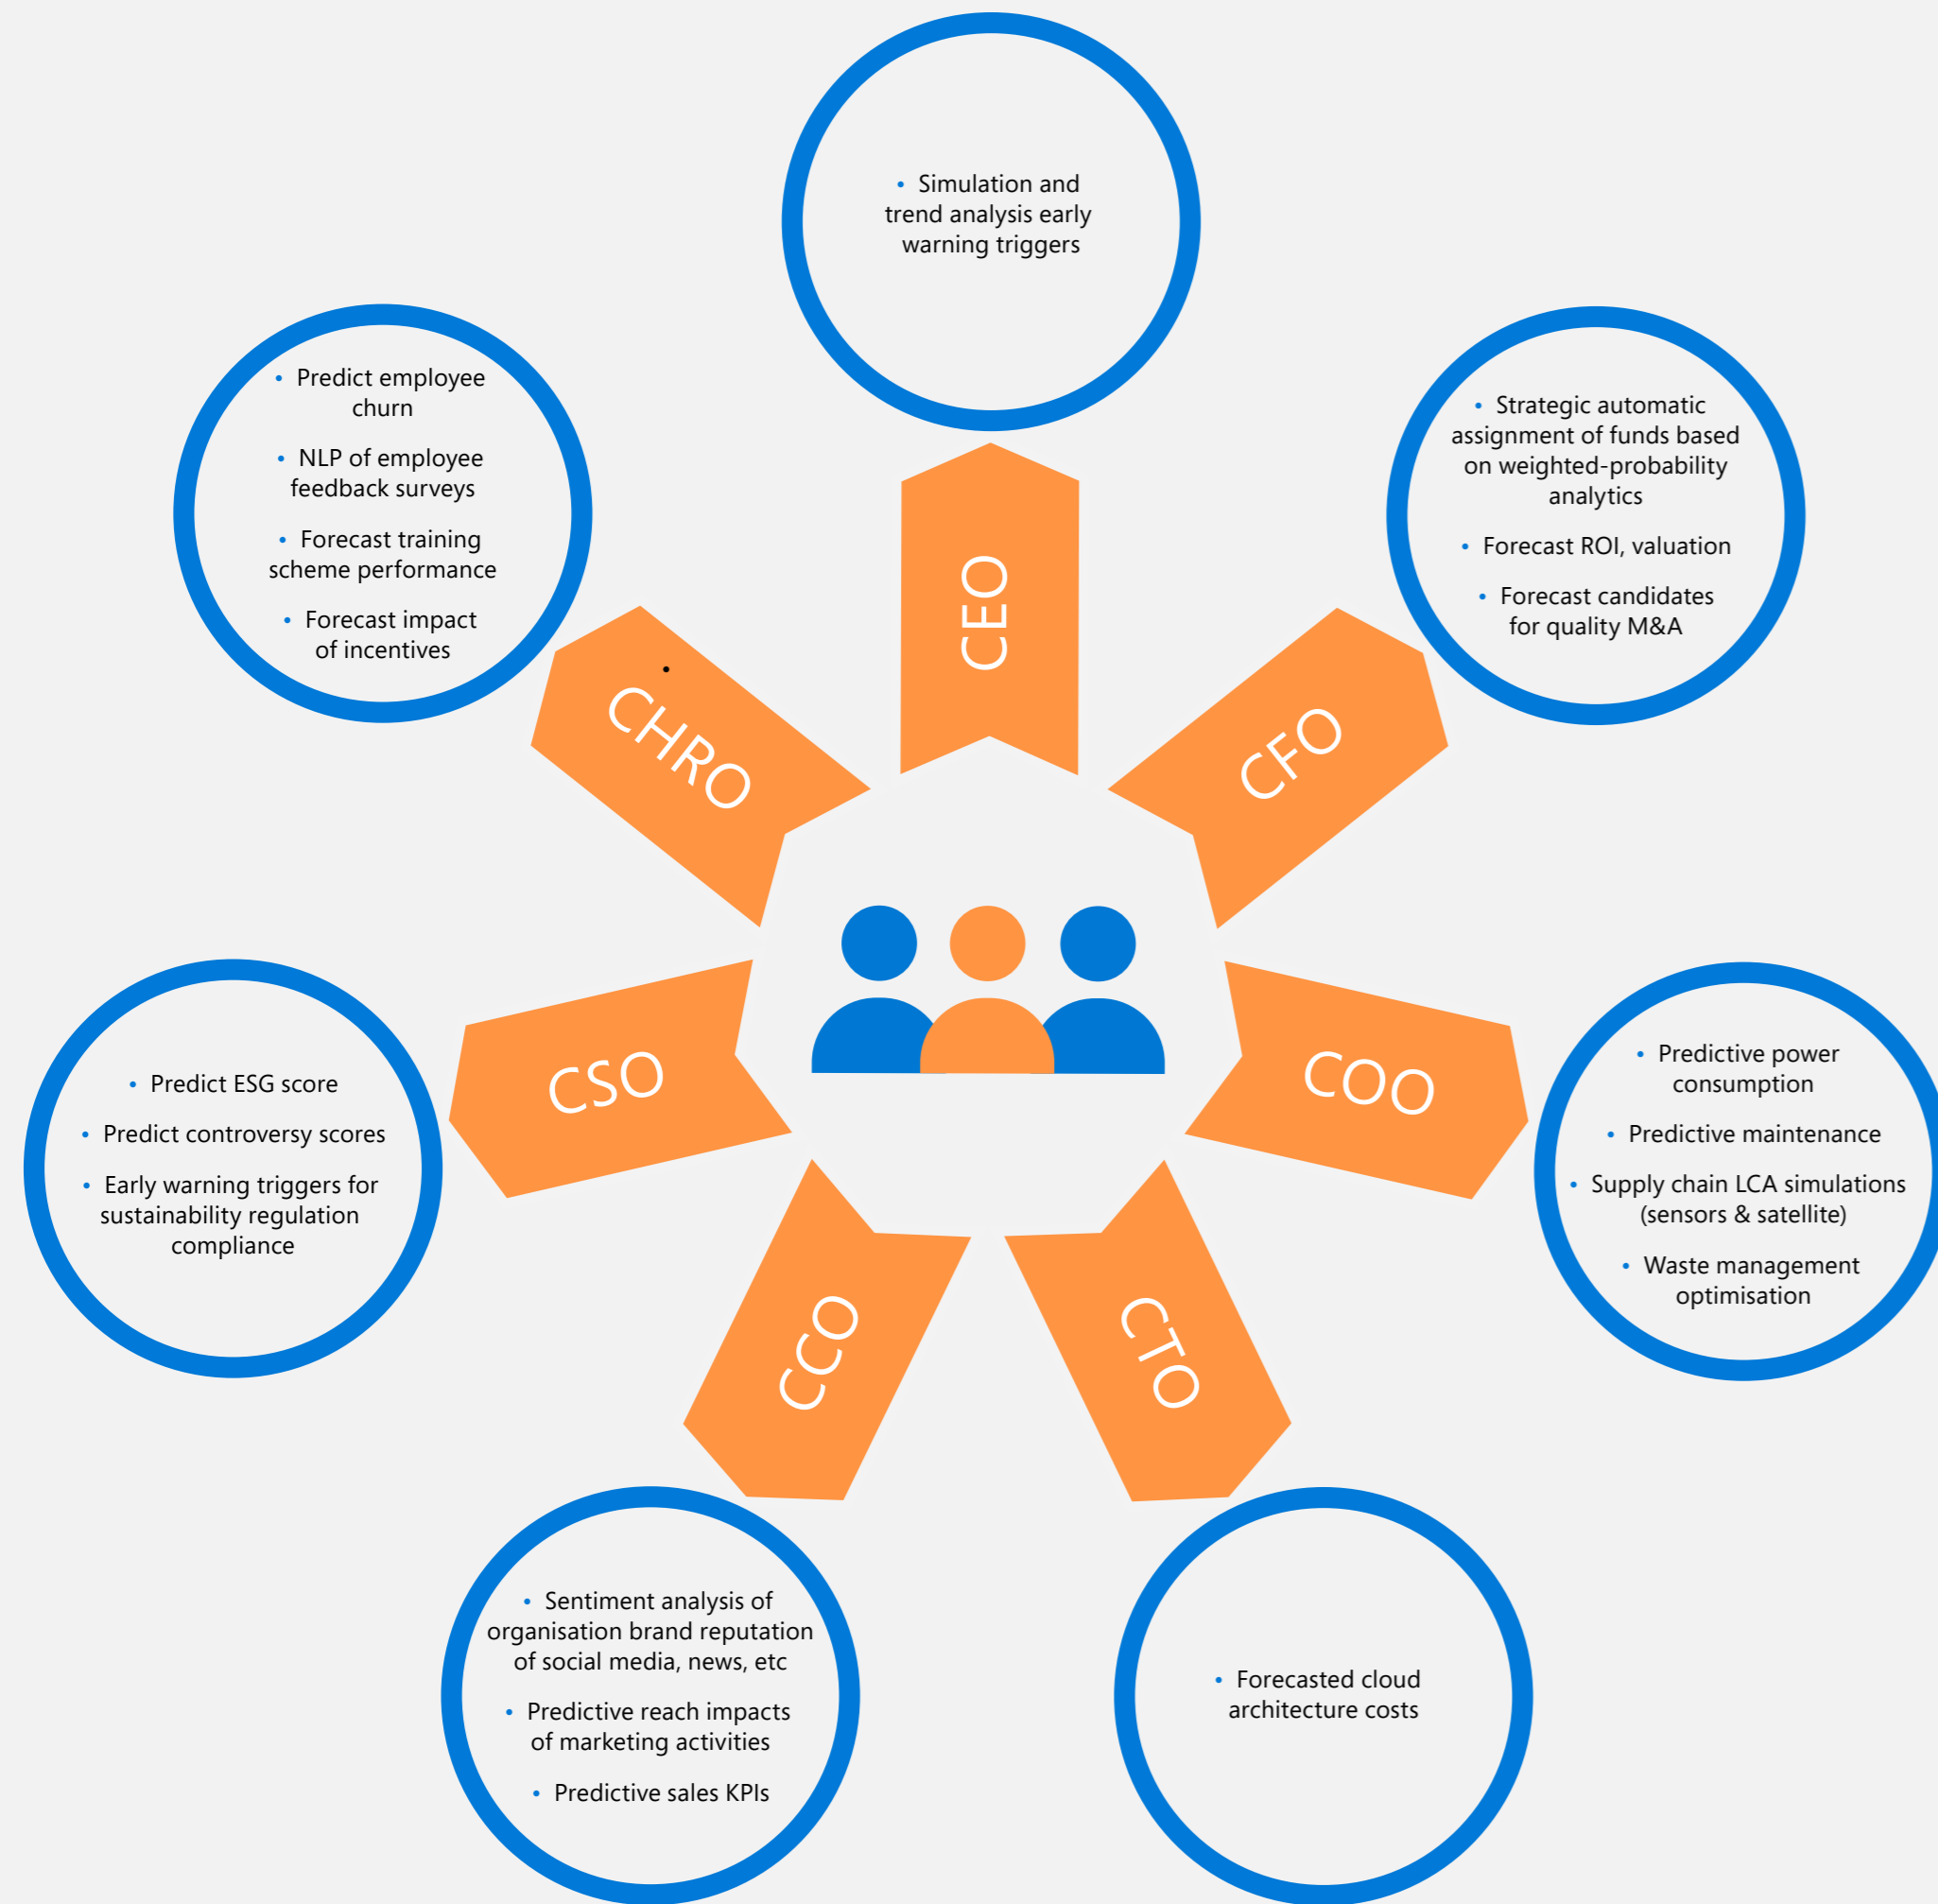 • Simulation and
trend analysis early
warning triggers
CEO
• Strategic automatic
assignment of funds based
on weighted-probability
analytics
• Forecast ROI, valuation
• Forecast candidates
for quality M&A
CFO
• Predictive power
consumption
• Predictive maintenance
• Supply chain LCA simulations
(sensors & satellite)
• Waste management
optimisation
COO
• Forecasted cloud
architecture costs
CTO
• Sentiment analysis of
organisation brand reputation
of social media, news, etc
• Predictive reach impacts
of marketing activities
• Predictive sales KPIs
CCO
• Predict ESG score
• Predict controversy scores
• Early warning triggers for
sustainability regulation
compliance
CSO
• Predict employee
churn
• NLP of employee
feedback surveys
• Forecast training
scheme performance
• Forecast impact
of incentives
•
CHRO